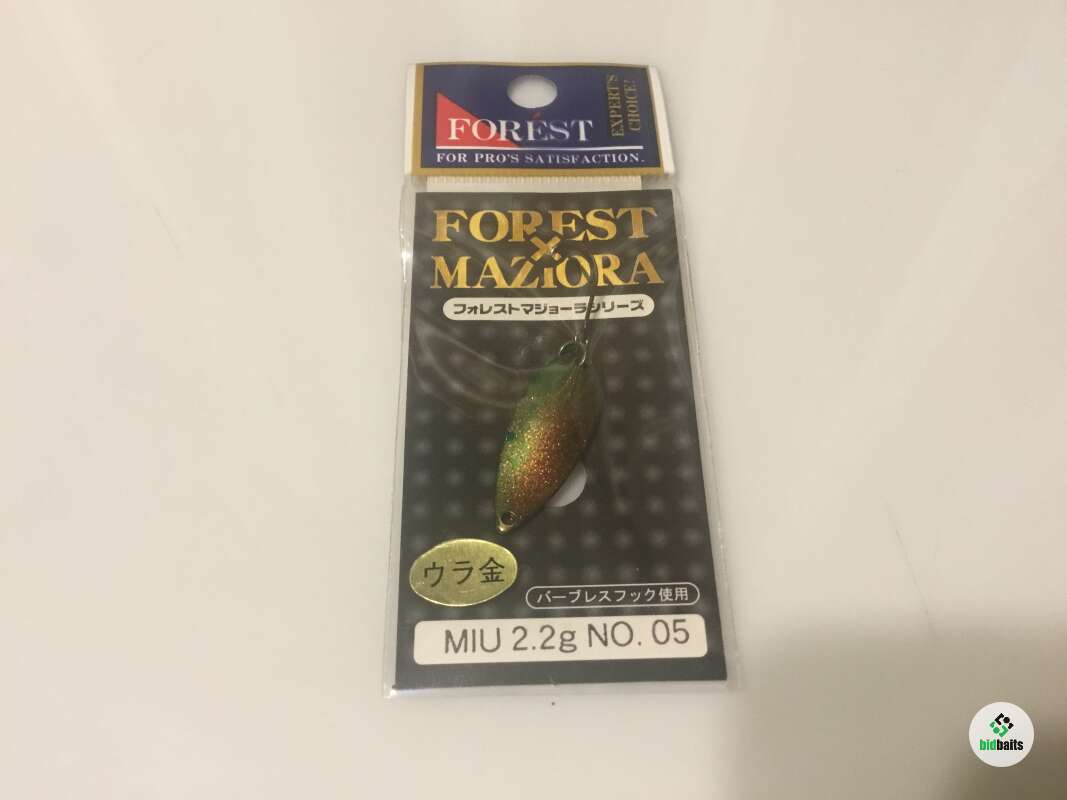 FORÉST
EXPERT'S
CHOICE!
FOR PRO'S SATISFACTION.
FOREST
×
MAZIORA
フォレストマジョーラシリーズ
ウラ金
バーブレスフック使用
MIU 2.2g NO. 05
bidbaits